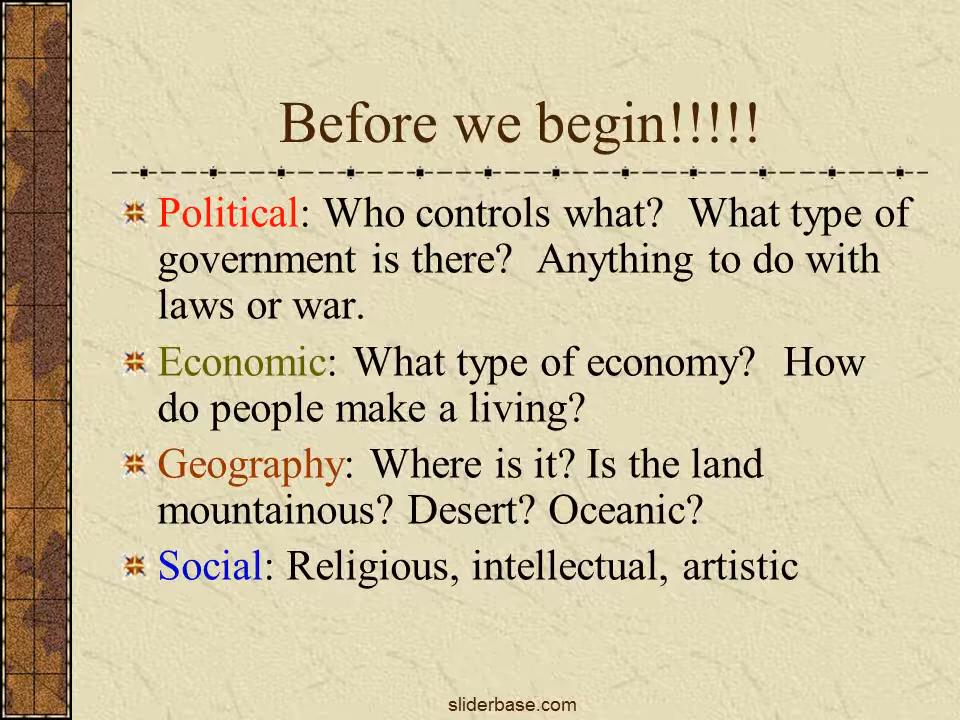 Before we begin!!!!!
Political: Who controls what?  What type of
government is there?  Anything to do with
laws or war.
Economic:  What type of economy?  How
do people make a living?
Geography:  Where is it? Is the land
mountainous? Desert? Oceanic?
Social: Religious, intellectual, artistic
sliderbase.com